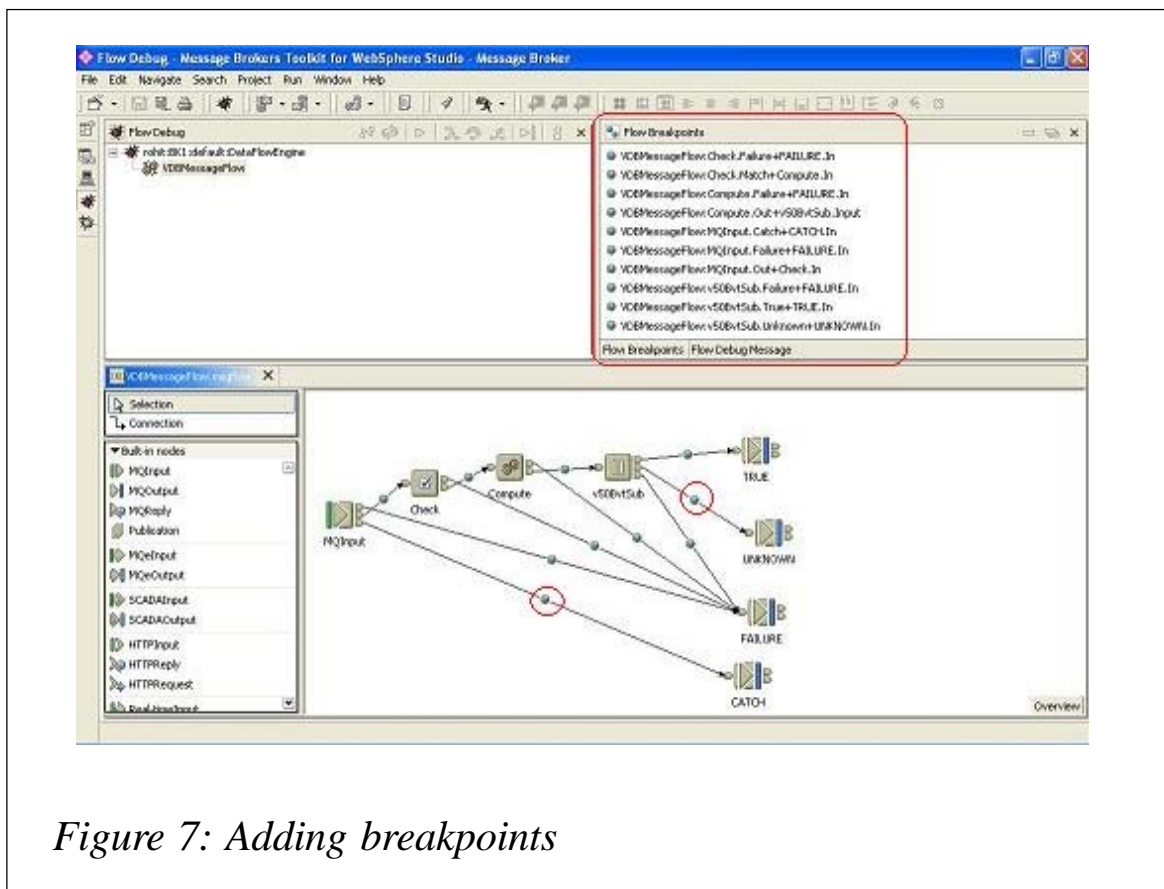 Flow Debug - Message Brokers Toolkit for WebSphere Studio - Message Broker
File Edit Navigate Search Project Run Window Help
Flow Debug
rohit:BK1:default:DataFlowEngine
VDBMessageFlow
Flow Breakpoints
VDBMessageFlow:Check.Failure+FAILURE.In
VDBMessageFlow:Check.Match+Compute.In
VDBMessageFlow:Compute.Failure+FAILURE.In
VDBMessageFlow:Compute.Out+v50BvtSub.Input
VDBMessageFlow:MQInput.Catch+CATCH.In
VDBMessageFlow:MQInput.Failure+FAILURE.In
VDBMessageFlow:MQInput.Out+Check.In
VDBMessageFlow:v50BvtSub.Failure+FAILURE.In
VDBMessageFlow:v50BvtSub.True+TRUE.In
VDBMessageFlow:v50BvtSub.Unknown+UNKNOWN.In
Flow Breakpoints Flow Debug Message
Selection
Connection
Built-in nodes
MQInput
MQOutput
MQReply
Publication
MQeInput
MQeOutput
SCADAInput
SCADAOutput
HTTPInput
HTTPReply
HTTPRequest
MQInput
Check
Compute
v50BvtSub
TRUE
UNKNOWN
FAILURE
CATCH
Overview
Figure 7: Adding breakpoints